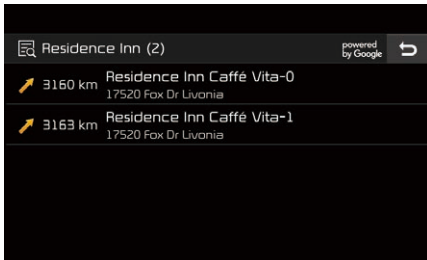 Residence Inn (2)
powered
by Google
3160 km
Residence Inn Caffé Vita-0
17520 Fox Dr Livonia
3163 km
Residence Inn Caffé Vita-1
17520 Fox Dr Livonia